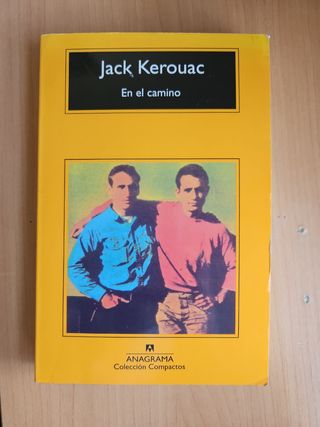 Jack Kerouac
En el camino
ANAGRAMA
Colección Compactos